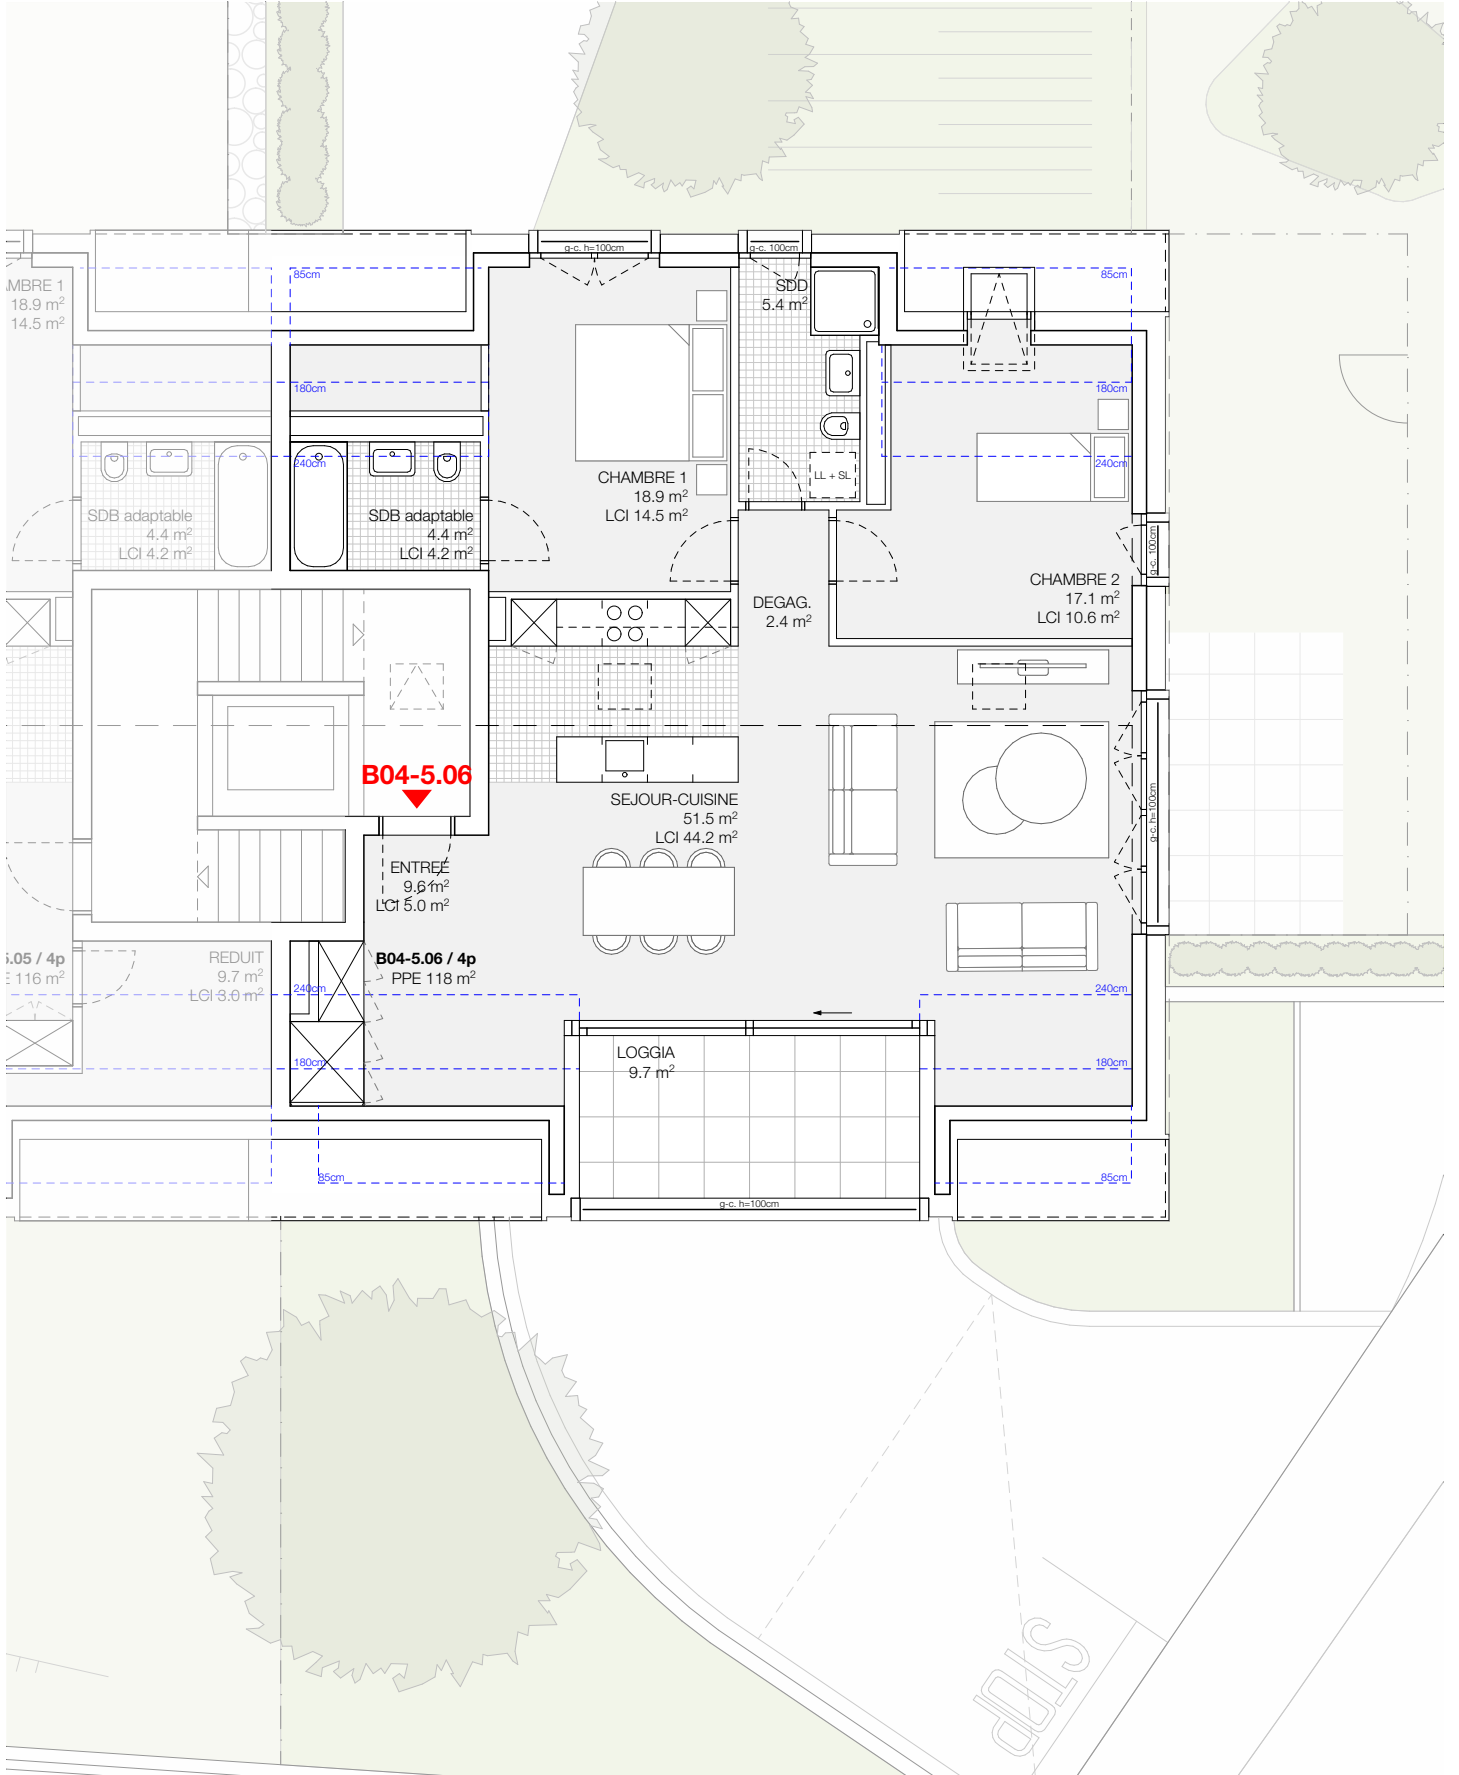 g-c. h=100cm
g-c. 100cm
85cm
85cm
AMBRE 1
18.9 m²
14.5 m²
SDD
5.4 m²
180cm
180cm
240cm
240cm
CHAMBRE 1
18.9 m²
LCI 14.5 m²
LL + SL
SDB adaptable
4.4 m²
LCI 4.2 m²
SDB adaptable
4.4 m²
LCI 4.2 m²
g-c. 100cm
CHAMBRE 2
17.1 m²
LCI 10.6 m²
DEGAG.
2.4 m²
B04-5.06
SEJOUR-CUISINE
51.5 m²
LCI 44.2 m²
g-c. h=100cm
ENTREE
9.6 m²
LCI 5.0 m²
5.05 / 4p
E 116 m²
REDUIT
9.7 m²
LCI 3.0 m²
B04-5.06 / 4p
PPE 118 m²
240cm
240cm
LOGGIA
9.7 m²
180cm
180cm
85cm
85cm
g-c. h=100cm
STOP